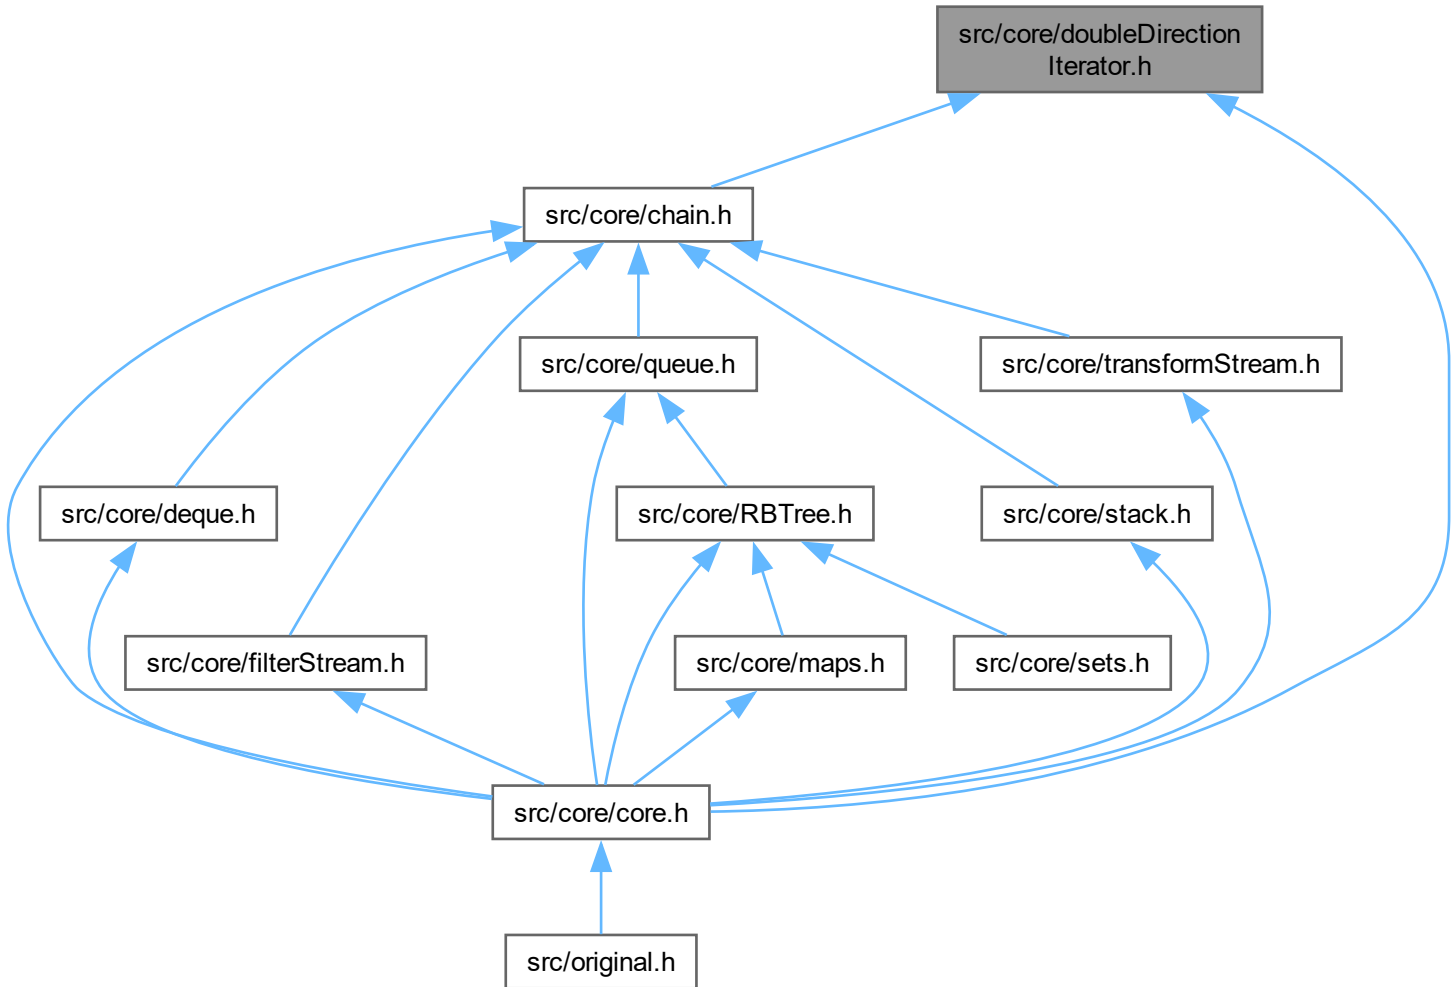 src/core/doubleDirection
Iterator.h
src/core/chain.h
src/core/queue.h
src/core/transformStream.h
src/core/deque.h
src/core/RBTree.h
src/core/stack.h
src/core/filterStream.h
src/core/maps.h
src/core/sets.h
src/core/core.h
src/original.h